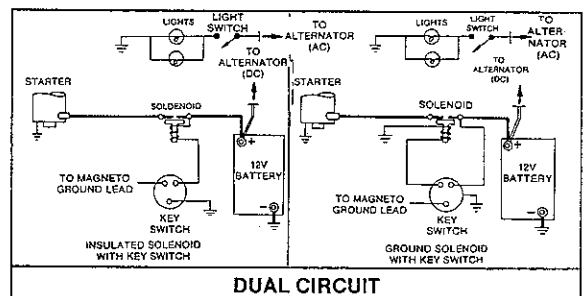 LIGHTS
LIGHT
SWITCH
TO
ALTERNATOR
(AC)
TO
ALTERNATOR
(DC)
STARTER
SOLDENOID
+
12V
BATTERY
TO MAGNETO
GROUND LEAD
KEY
SWITCH
−
INSULATED SOLENOID
WITH KEY SWITCH
LIGHTS
LIGHT
SWITCH
TO
ALTER-
NATOR
(AC)
TO
ALTERNATOR
(DC)
STARTER
SOLENOID
+
12V
BATTERY
TO MAGNETO
GROUND LEAD
KEY
SWITCH
−
GROUND SOLENOID
WITH KEY SWITCH
DUAL CIRCUIT